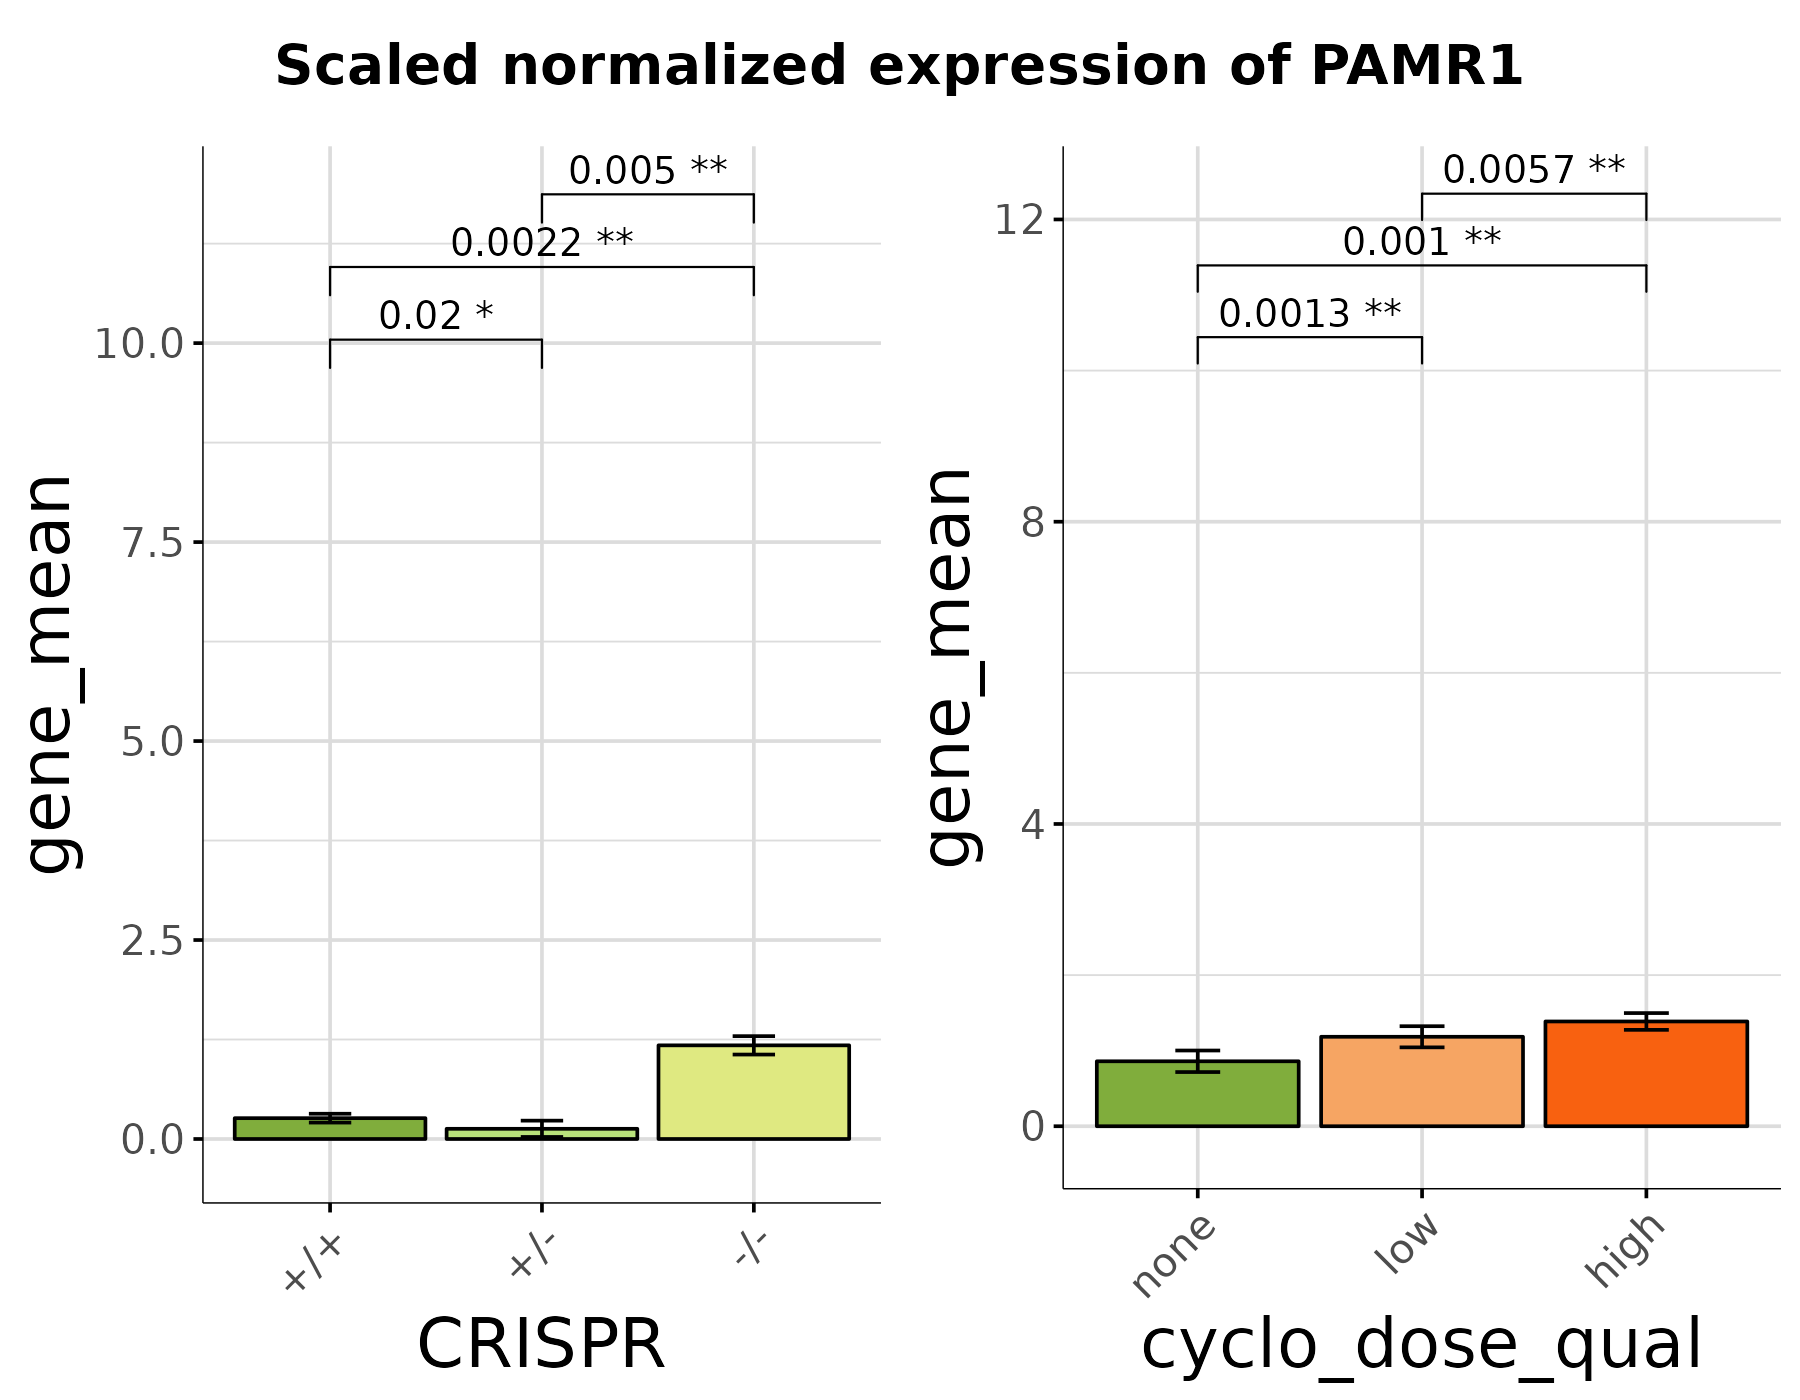 Scaled normalized expression of PAMR1
gene_mean
10.0
7.5
5.0
2.5
0.0
0.005 **
0.0022 **
0.02 *
+/+
+/-
-/-
CRISPR
gene_mean
12
8
4
0
0.0057 **
0.001 **
0.0013 **
none
low
high
cyclo_dose_qual